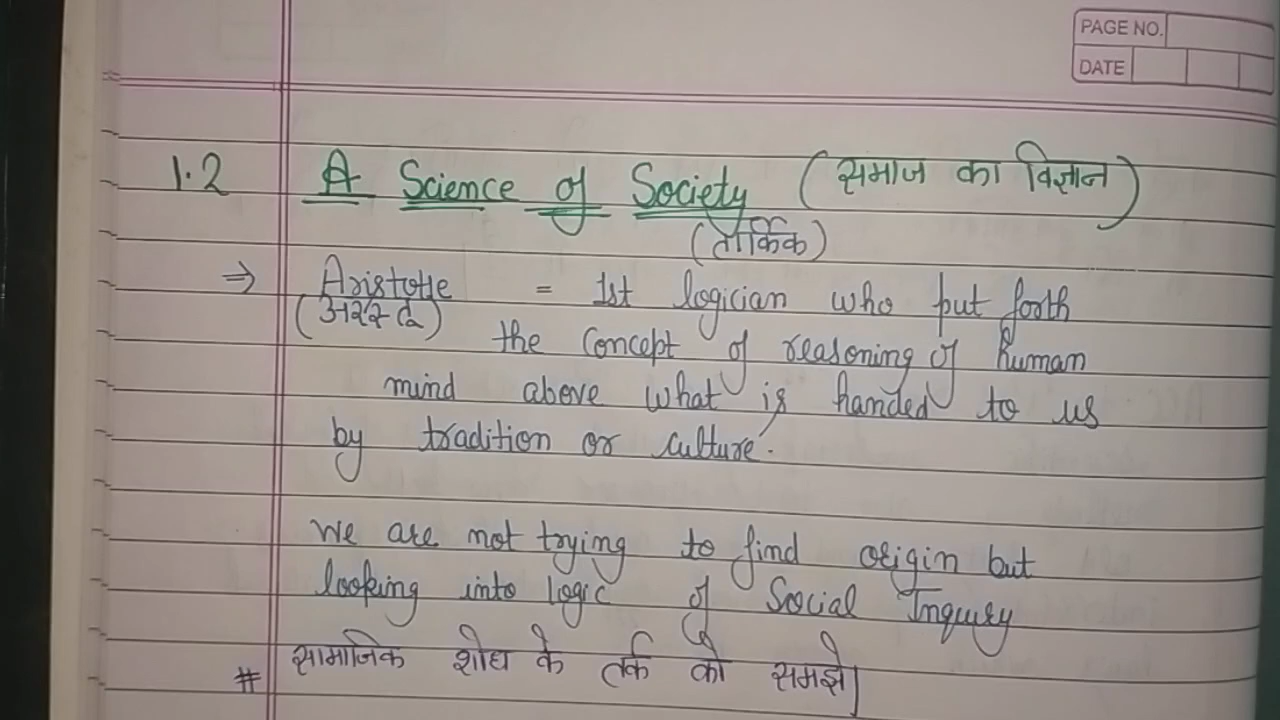 PAGE NO.
DATE
1.2 A Science of Society (समाज का विज्ञान)
(तार्किक)
⇒ Aristotle = 1st logician who put forth
(अरस्तू) the concept of reasoning of human
mind above what is handed to us
by tradition or culture.
We are not trying to find origin but
looking into logic of Social Inquiry
# सामाजिक शोध के तर्क को समझे।